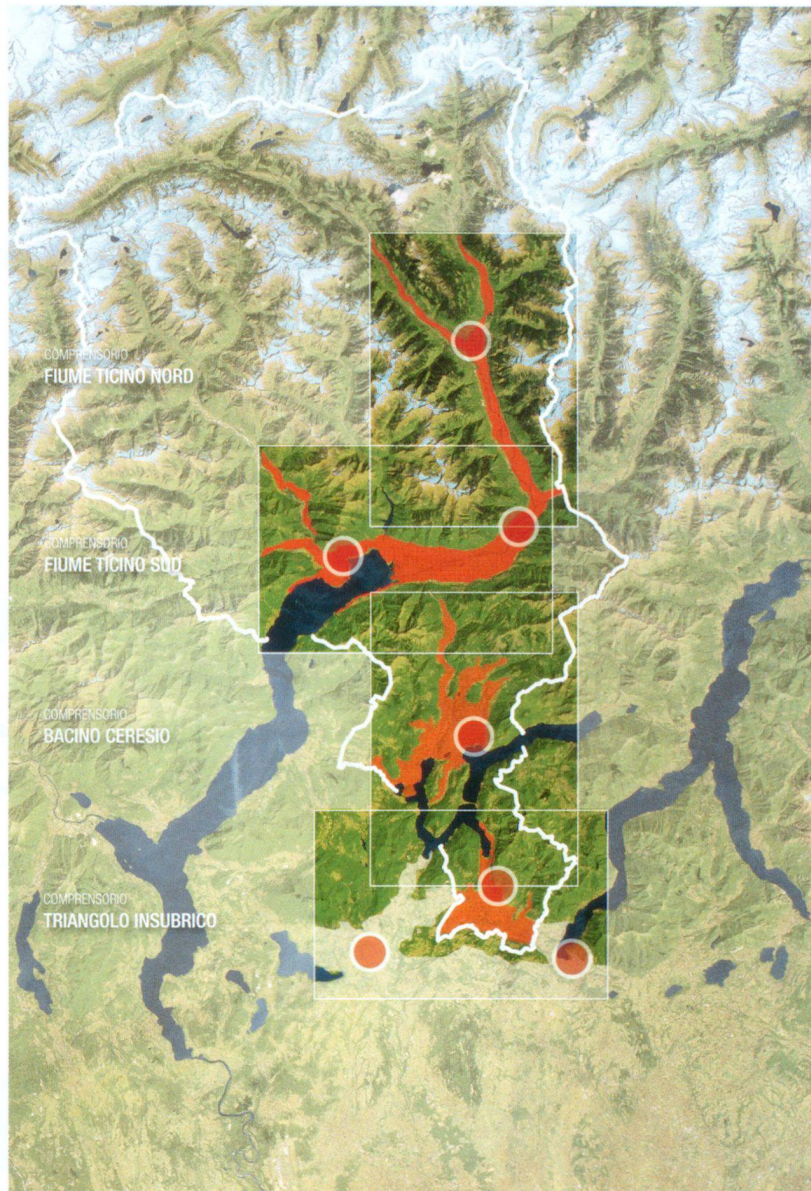 COMPRENSORIO
FIUME TICINO NORD
COMPRENSORIO
FIUME TICINO SUD
COMPRENSORIO
BACINO CERESIO
COMPRENSORIO
TRIANGOLO INSUBRICO